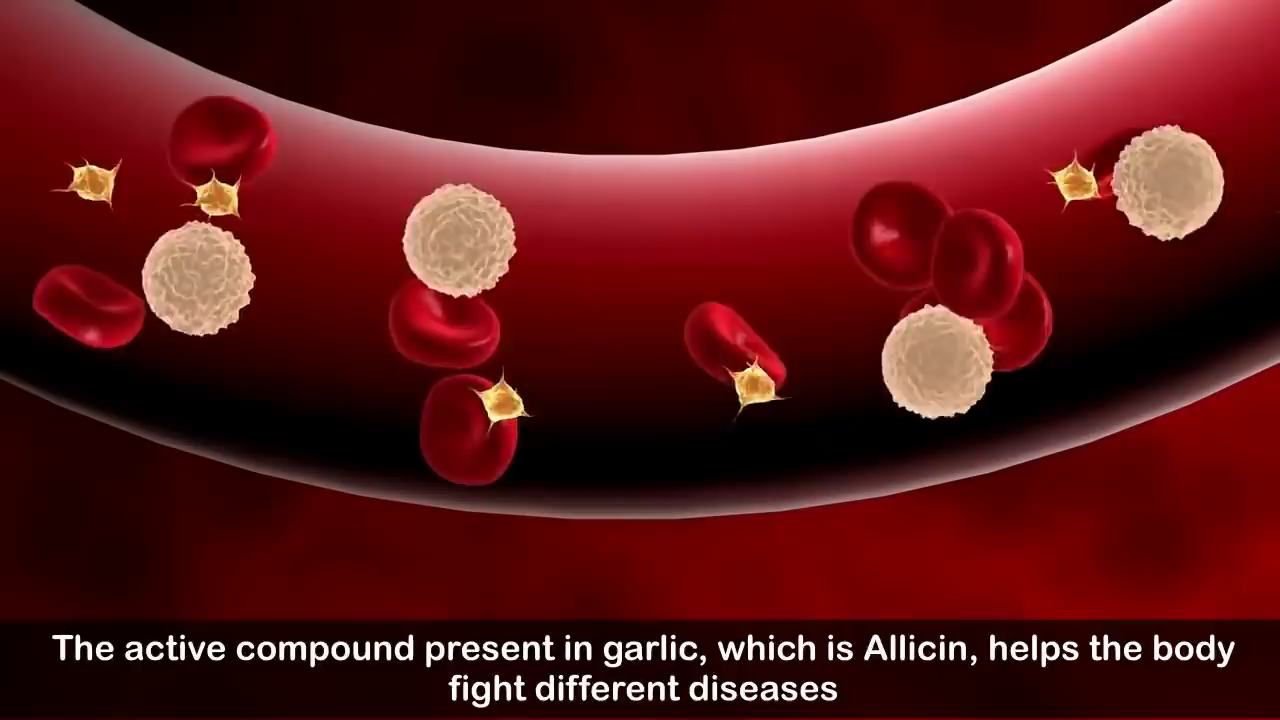 The active compound present in garlic, which is Allicin, helps the body
fight different diseases